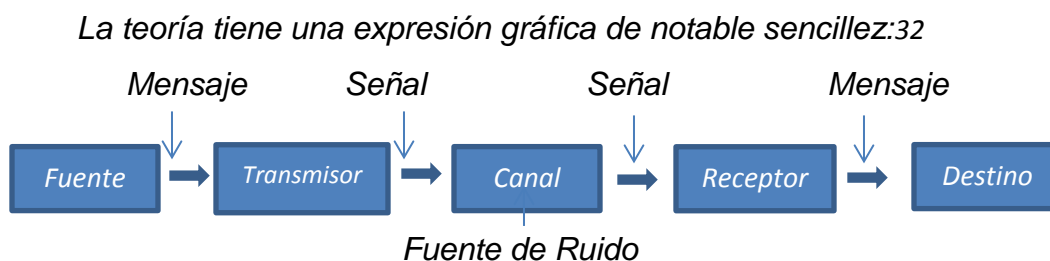 La teoría tiene una expresión gráfica de notable sencillez:32
Mensaje Señal Señal Mensaje
Fuente Transmisor Canal Receptor Destino
Fuente de Ruido